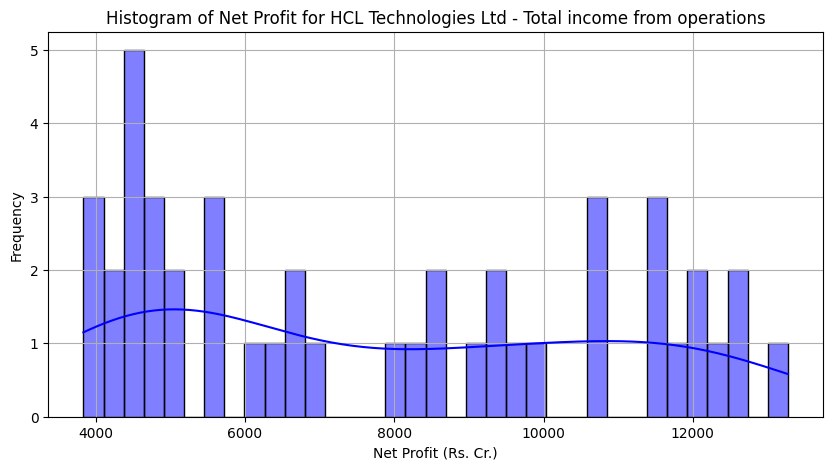 Histogram of Net Profit for HCL Technologies Ltd - Total income from operations
5
4
3
2
1
0
Frequency
4000 6000 8000 10000 12000
Net Profit (Rs. Cr.)